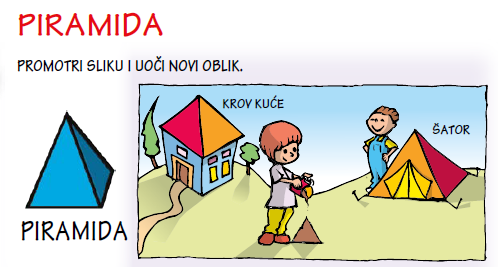 PIRAMIDA
PROMOTRI SLIKU I UOČI NOVI OBLIK.
KROV KUĆE
ŠATOR
PIRAMIDA